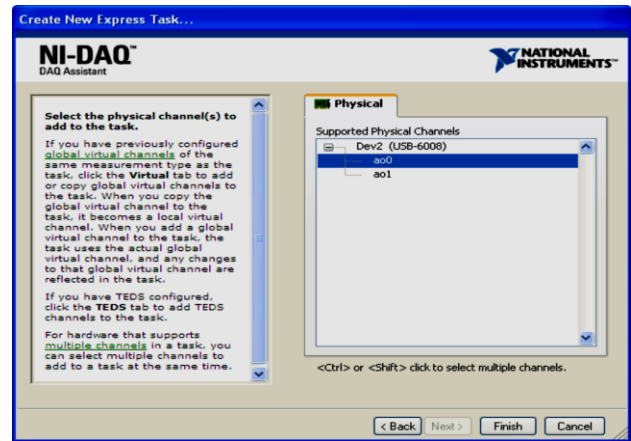 Create New Express Task...
NI-DAQ™
DAQ Assistant
NATIONAL
INSTRUMENTS™
Select the physical channel(s) to
add to the task.
If you have previously configured
global virtual channels of the
same measurement type as the
task, click the Virtual tab to add
or copy global virtual channels to
the task. When you copy the
global virtual channel to the
task, it becomes a local virtual
channel. When you add a global
virtual channel to the task, the
task uses the actual global
virtual channel, and any changes
to that global virtual channel are
reflected in the task.
If you have TEDS configured,
click the TEDS tab to add TEDS
channels to the task.
For hardware that supports
multiple channels in a task, you
can select multiple channels to
add to a task at the same time.
Physical
Supported Physical Channels
Dev2 (USB-6008)
ao0
ao1
<Ctrl> or <Shift> click to select multiple channels.
< Back
Next >
Finish
Cancel